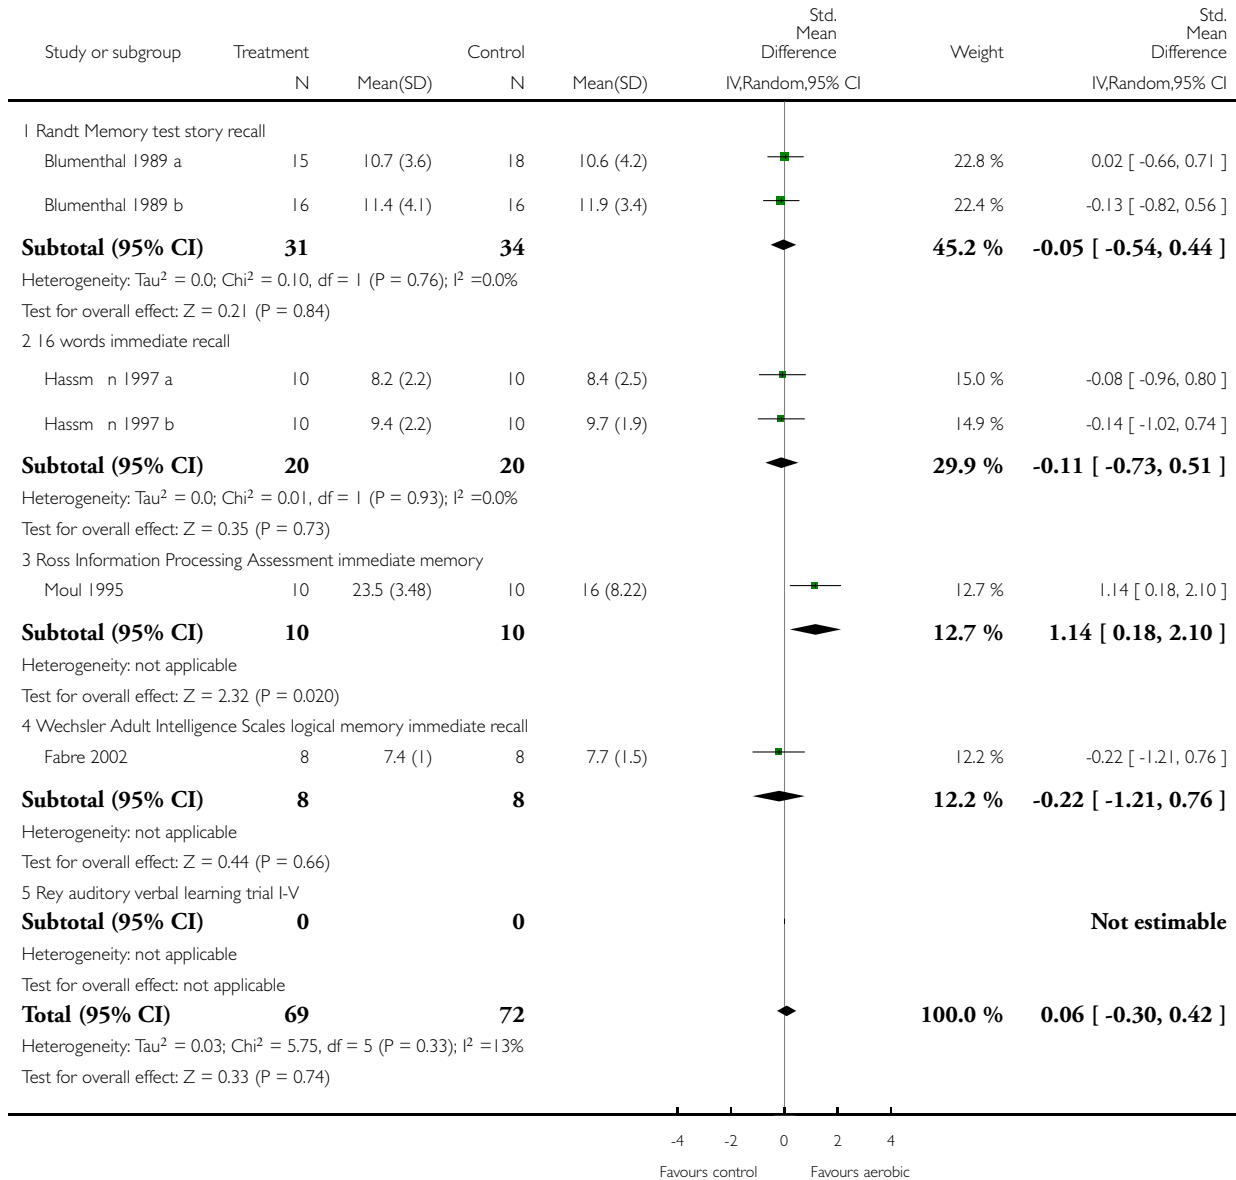 Std. Mean Difference Std. Mean Difference
Study or subgroup Treatment Control Weight
N Mean(SD) N Mean(SD) IV,Random,95% CI IV,Random,95% CI
1 Randt Memory test story recall
Blumenthal 1989 a 15 10.7 (3.6) 18 10.6 (4.2) 22.8 % 0.02 [ -0.66, 0.71 ]
Blumenthal 1989 b 16 11.4 (4.1) 16 11.9 (3.4) 22.4 % -0.13 [ -0.82, 0.56 ]
Subtotal (95% CI) 31 34 45.2 % -0.05 [ -0.54, 0.44 ]
Heterogeneity: Tau² = 0.0; Chi² = 0.10, df = 1 (P = 0.76); I² =0.0%
Test for overall effect: Z = 0.21 (P = 0.84)
2 16 words immediate recall
Hassm n 1997 a 10 8.2 (2.2) 10 8.4 (2.5) 15.0 % -0.08 [ -0.96, 0.80 ]
Hassm n 1997 b 10 9.4 (2.2) 10 9.7 (1.9) 14.9 % -0.14 [ -1.02, 0.74 ]
Subtotal (95% CI) 20 20 29.9 % -0.11 [ -0.73, 0.51 ]
Heterogeneity: Tau² = 0.0; Chi² = 0.01, df = 1 (P = 0.93); I² =0.0%
Test for overall effect: Z = 0.35 (P = 0.73)
3 Ross Information Processing Assessment immediate memory
Moul 1995 10 23.5 (3.48) 10 16 (8.22) 12.7 % 1.14 [ 0.18, 2.10 ]
Subtotal (95% CI) 10 10 12.7 % 1.14 [ 0.18, 2.10 ]
Heterogeneity: not applicable
Test for overall effect: Z = 2.32 (P = 0.020)
4 Wechsler Adult Intelligence Scales logical memory immediate recall
Fabre 2002 8 7.4 (1) 8 7.7 (1.5) 12.2 % -0.22 [ -1.21, 0.76 ]
Subtotal (95% CI) 8 8 12.2 % -0.22 [ -1.21, 0.76 ]
Heterogeneity: not applicable
Test for overall effect: Z = 0.44 (P = 0.66)
5 Rey auditory verbal learning trial I-V
Subtotal (95% CI) 0 0 Not estimable
Heterogeneity: not applicable
Test for overall effect: not applicable
Total (95% CI) 69 72 100.0 % 0.06 [ -0.30, 0.42 ]
Heterogeneity: Tau² = 0.03; Chi² = 5.75, df = 5 (P = 0.33); I² =13%
Test for overall effect: Z = 0.33 (P = 0.74)
-4 -2 0 2 4
Favours control Favours aerobic